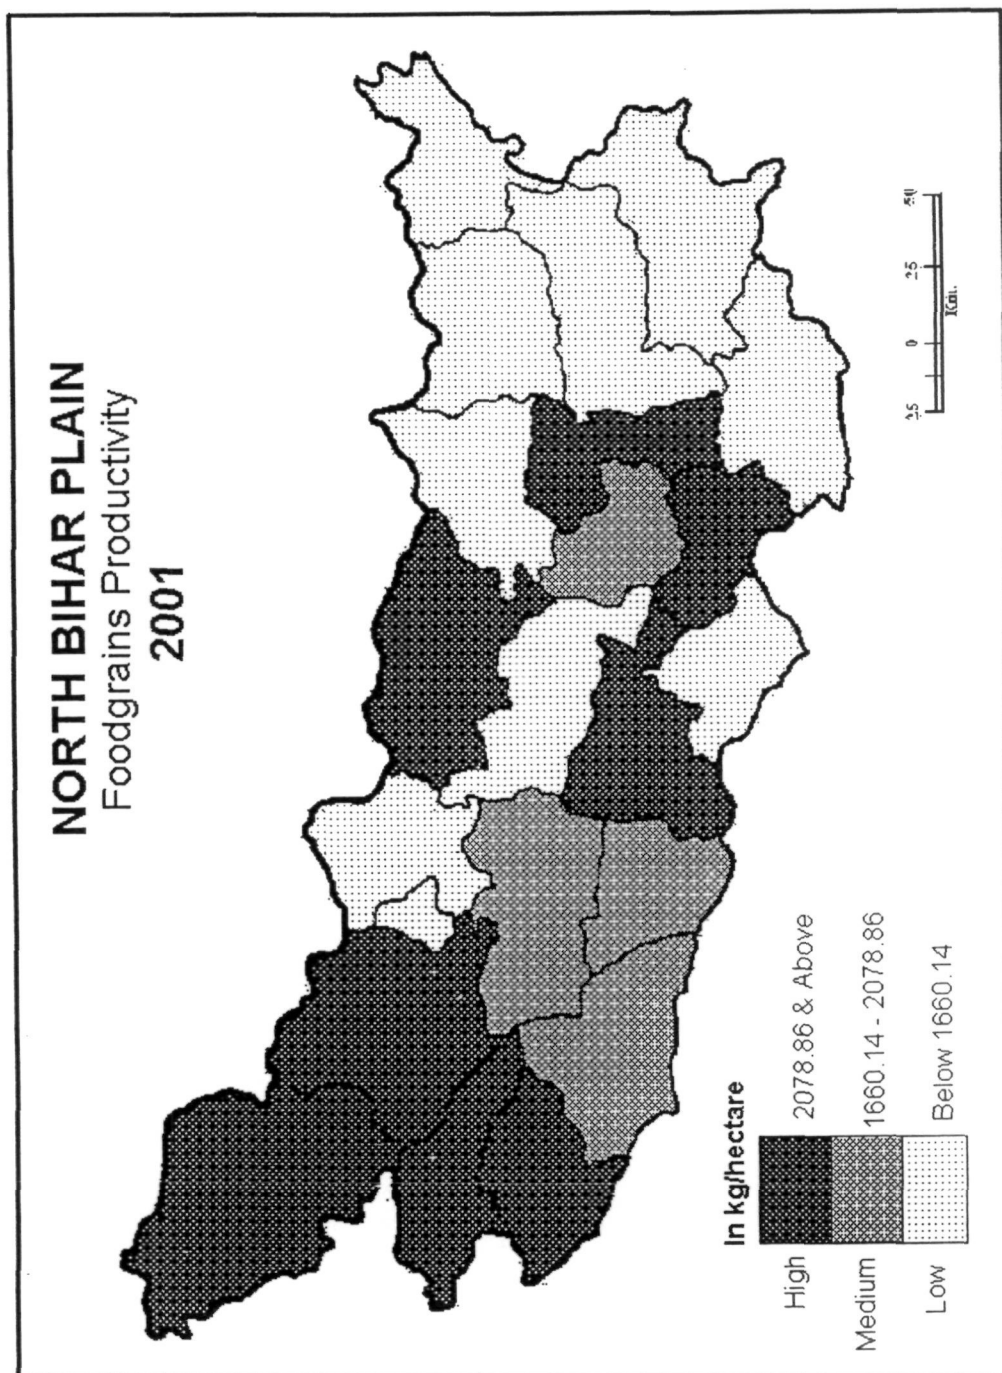 NORTH BIHAR PLAIN
Foodgrains Productivity
2001
In kg/hectare
High 2078.86 & Above
Medium 1660.14 - 2078.86
Low Below 1660.14
25 0 25 50
Km.